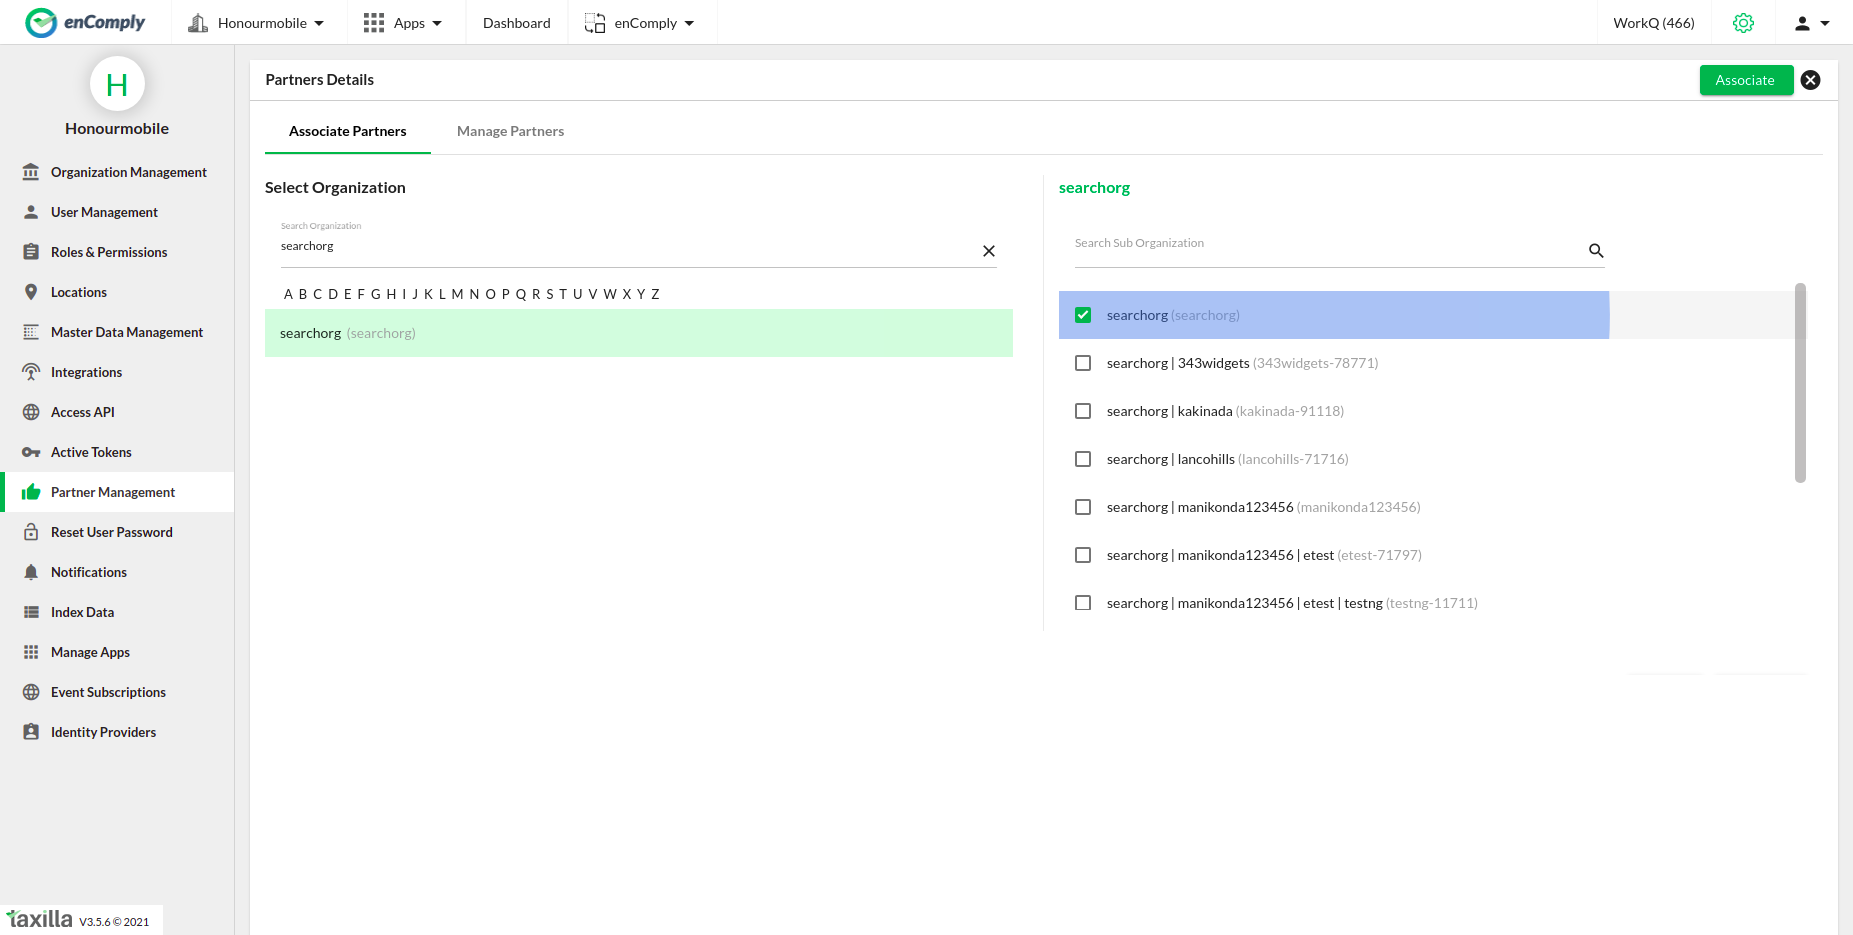 enComply
Honourmobile
Apps
Dashboard
enComply
WorkQ (466)
H
Honourmobile
Organization Management
User Management
Roles & Permissions
Locations
Master Data Management
Integrations
Access API
Active Tokens
Partner Management
Reset User Password
Notifications
Index Data
Manage Apps
Event Subscriptions
Identity Providers
taxilla V3.5.6 © 2021
Partners Details
Associate
Associate Partners
Manage Partners
Select Organization
Search Organization
searchorg
A B C D E F G H I J K L M N O P Q R S T U V W X Y Z
searchorg (searchorg)
searchorg
Search Sub Organization
searchorg (searchorg)
searchorg | 343widgets (343widgets-78771)
searchorg | kakinada (kakinada-91118)
searchorg | lancohills (lancohills-71716)
searchorg | manikonda123456 (manikonda123456)
searchorg | manikonda123456 | etest (etest-71797)
searchorg | manikonda123456 | etest | testng (testng-11711)